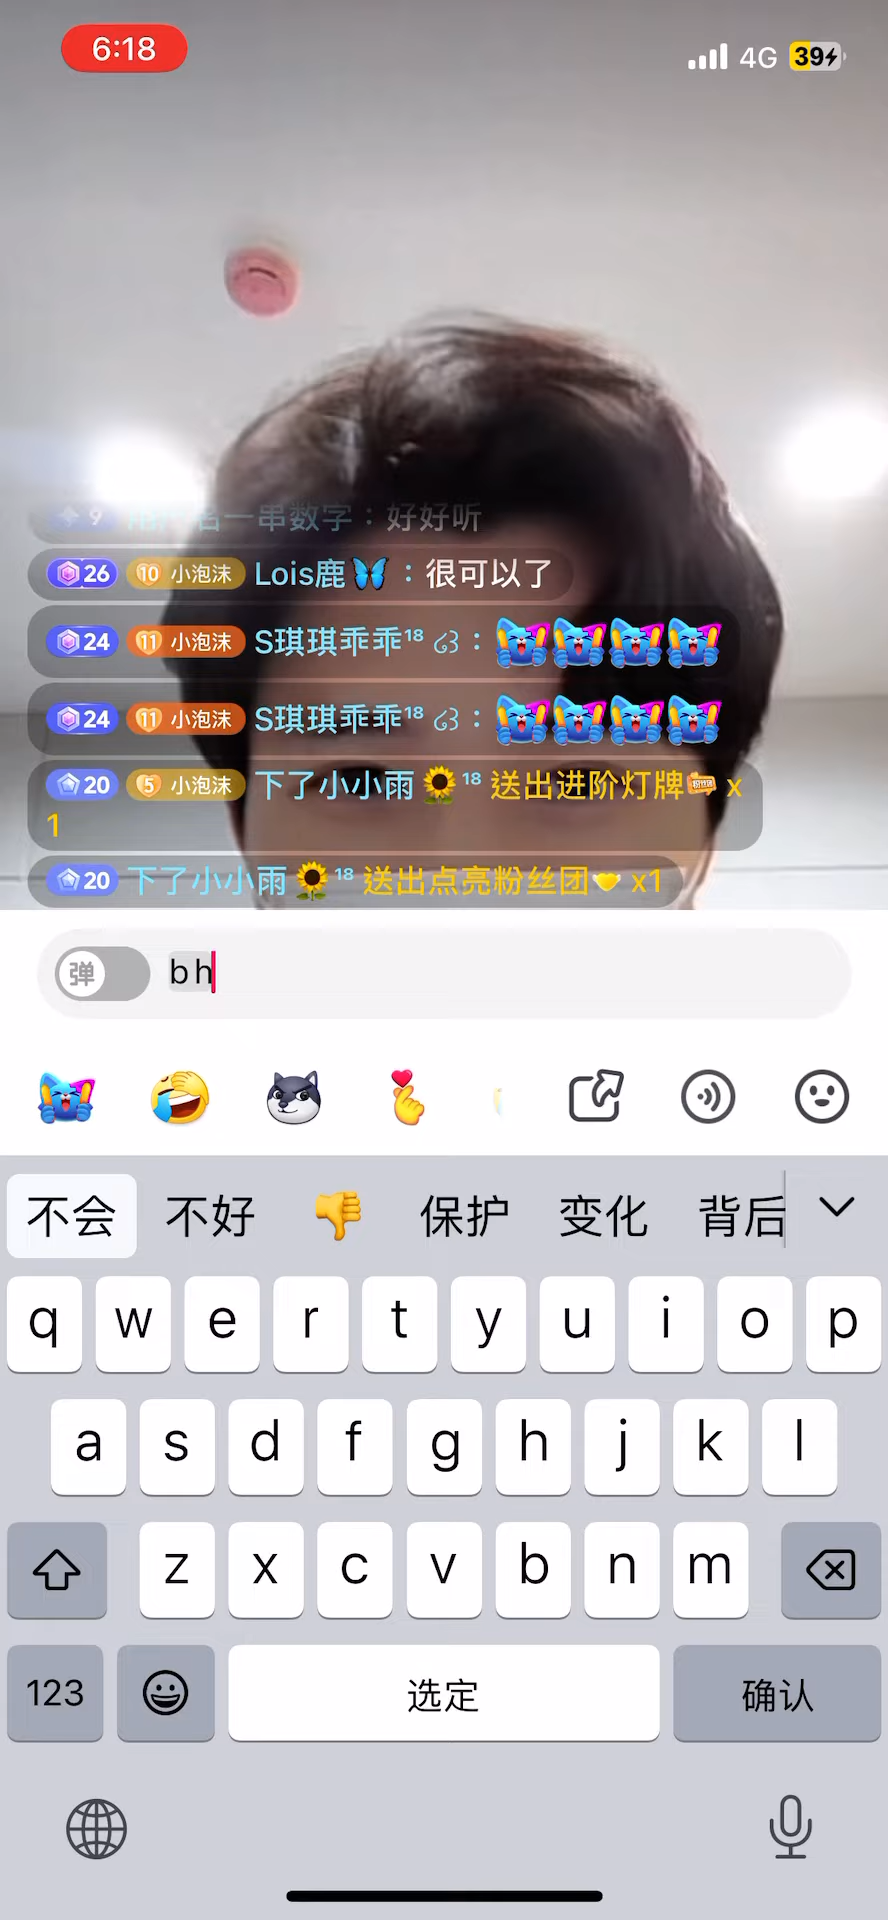 6:18 4G 39
9 用户名一串数字：好好听
26 10 小泡沫 Lois鹿🦋：很可以了
24 11 小泡沫 S琪琪乖乖¹⁸ ：
24 11 小泡沫 S琪琪乖乖¹⁸ ：
20 5 小泡沫 下了小小雨🌻¹⁸ 送出进阶灯牌 x
1
20 下了小小雨🌻¹⁸ 送出点亮粉丝团 x1
弹 b h
不会 不好 👎 保护 变化 背后
q w e r t y u i o p
a s d f g h j k l
z x c v b n m
123 选定 确认